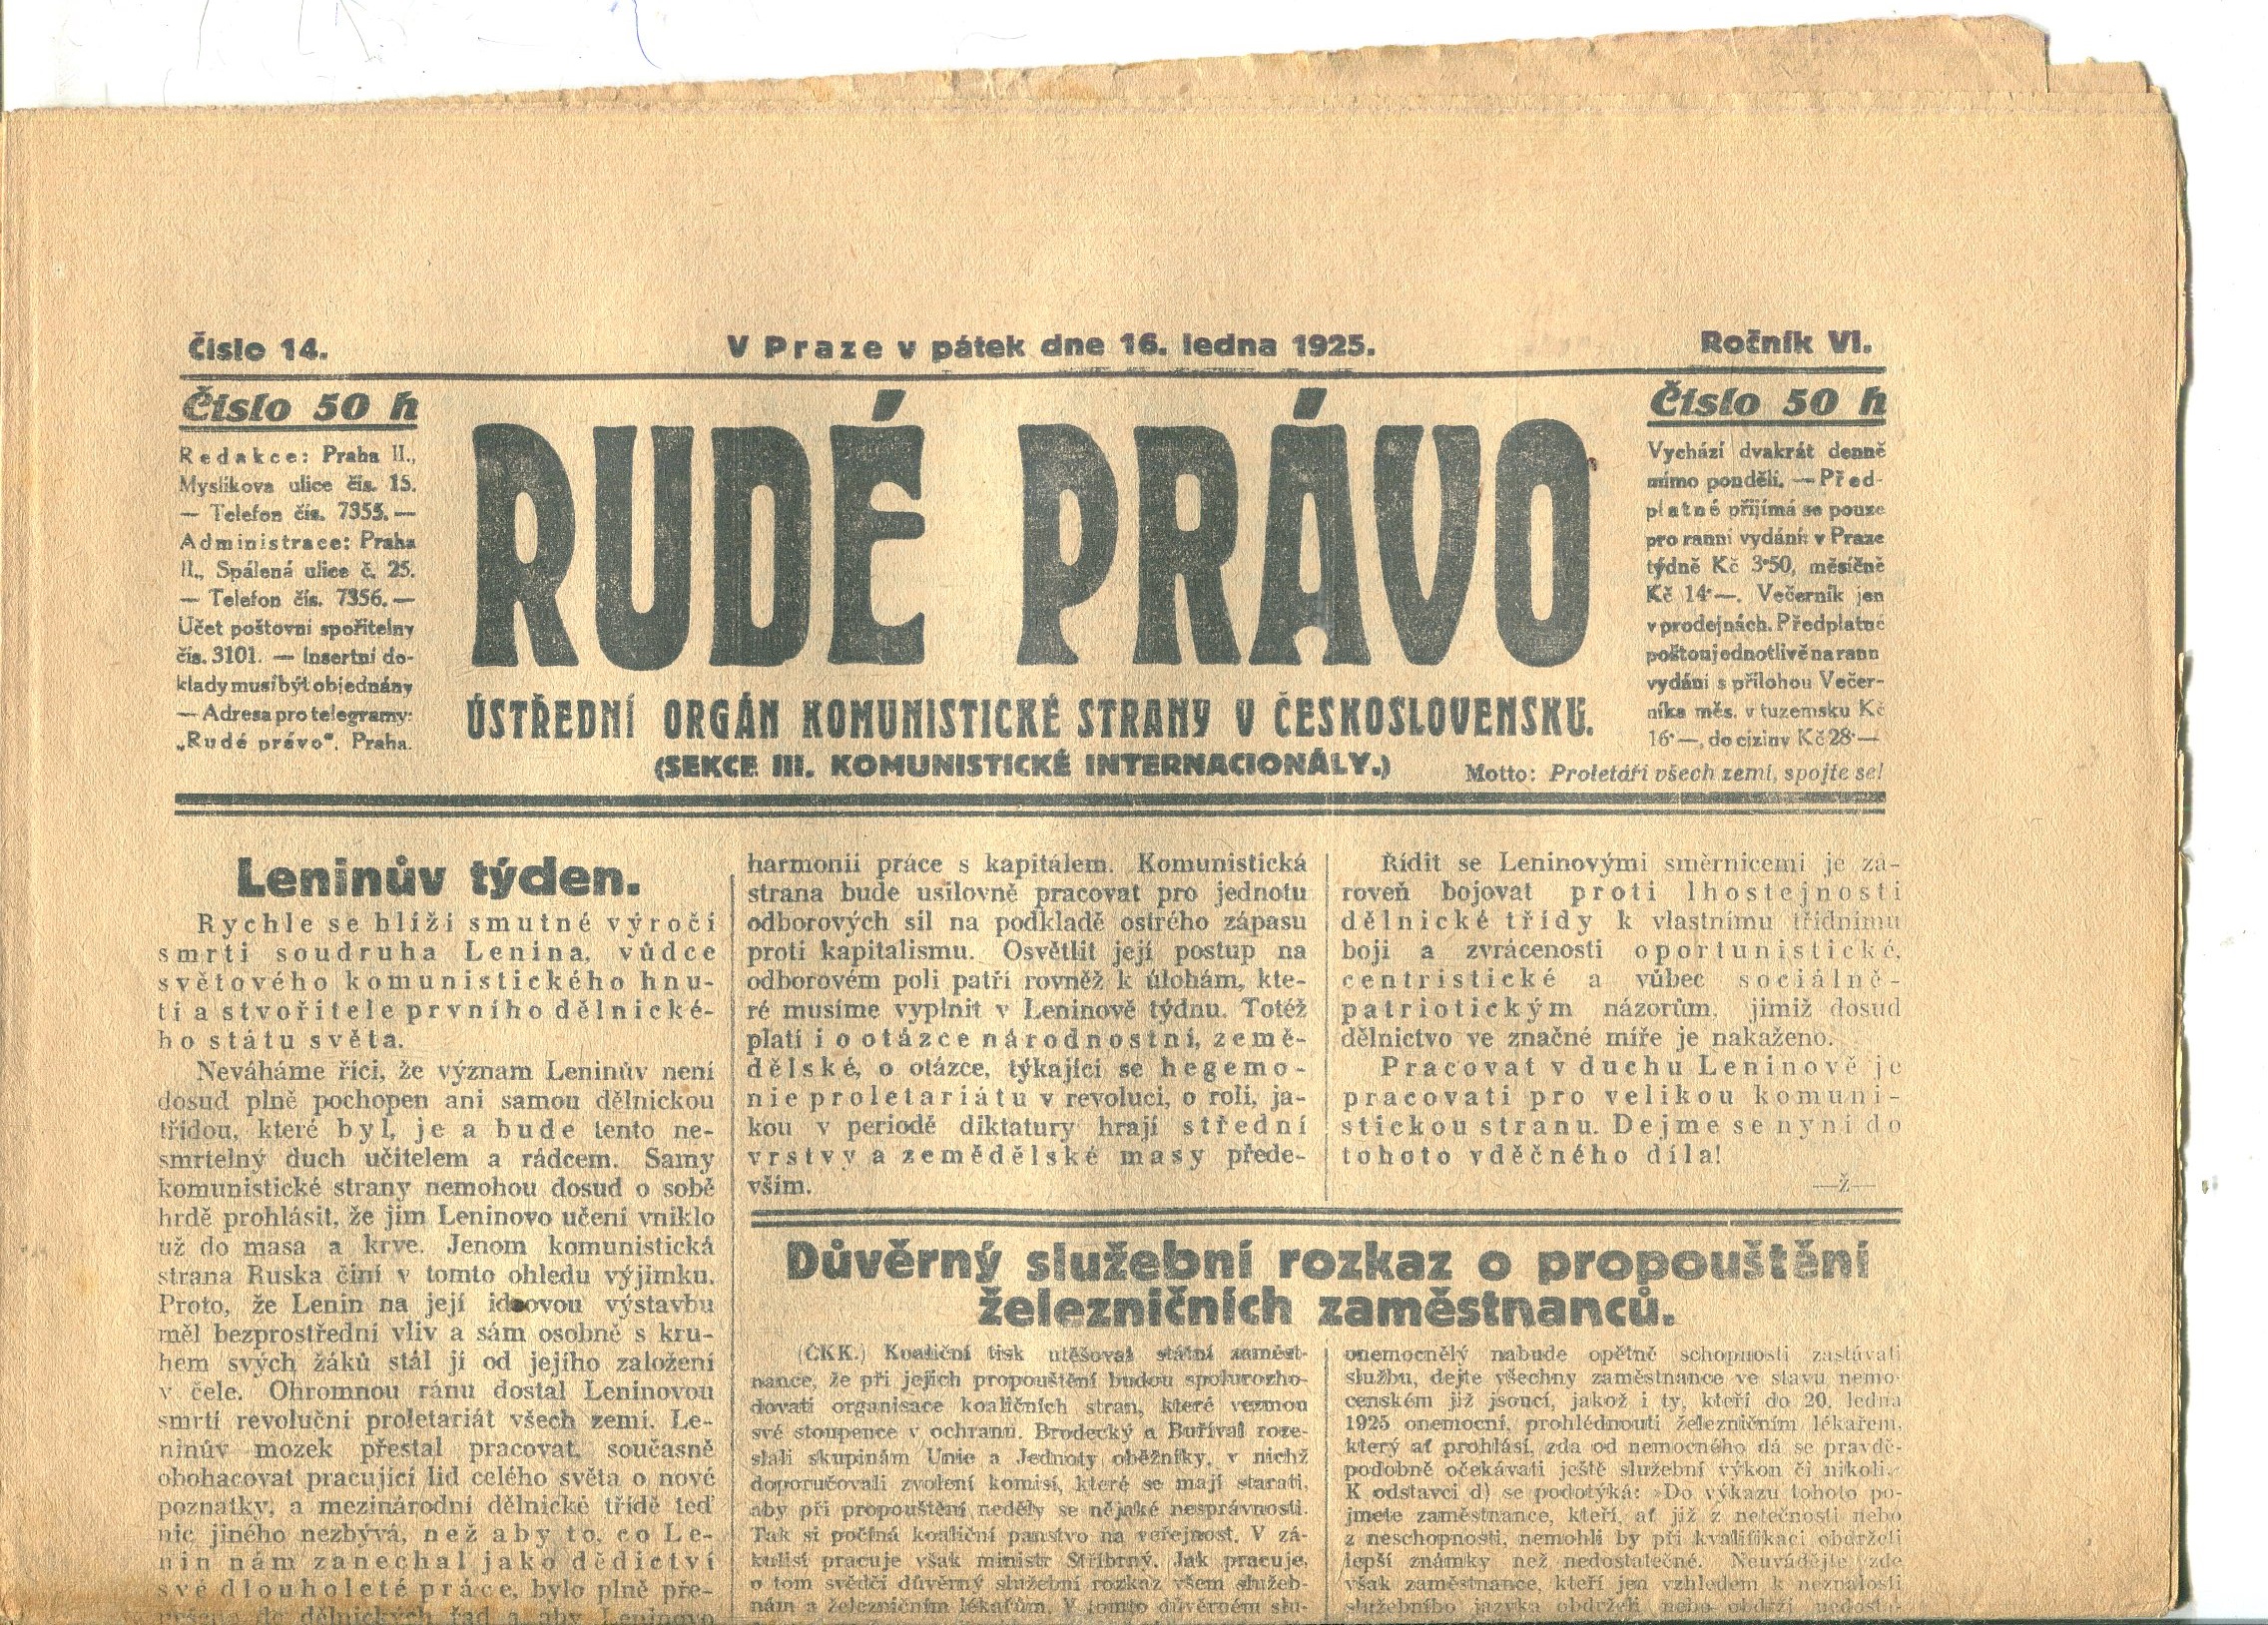 Číslo 14.
V Praze v pátek dne 16. ledna 1925.
Ročník VI.
Číslo 50 h
Redakce: Praha II.,
Myslíkova ulice čís. 15.
— Telefon čís. 7355. —
Administrace: Praha
II., Spálená ulice č. 25.
— Telefon čís. 7356. —
Účet poštovní spořitelny
čís. 3101. — Insertní do-
klady musí být objednány
— Adresa pro telegramy:
„Rudé právo“, Praha.
RUDÉ PRÁVO
ÚSTŘEDNÍ ORGÁN KOMUNISTICKÉ STRANY V ČESKOSLOVENSKU.
(SEKCE III. KOMUNISTICKÉ INTERNACIONÁLY.)
Motto: Proletáři všech zemí, spojte se!
Číslo 50 h
Vychází dvakrát denně
mimo pondělí. — Před-
platné přijímá se pouze
pro ranní vydání: v Praze
týdně Kč 3·50, měsíčně
Kč 14·—. Večerník jen
v prodejnách. Předplatné
poštou jednotlivě na rann
vydání s přílohou Večer-
níka měs. v tuzemsku Kč
16·—, do ciziny Kč 28·—
Leninův týden.
Rychle se blíží smutné výročí
smrti soudruha Lenina, vůdce
světového komunistického hnu-
tí a stvořitele prvního dělnické-
ho státu světa.
Neváháme říci, že význam Leninův není
dosud plně pochopen ani samou dělnickou
třídou, které byl, je a bude tento ne-
smrtelný duch učitelem a rádcem. Samy
komunistické strany nemohou dosud o sobě
hrdě prohlásit, že jim Leninovo učení vniklo
už do masa a krve. Jenom komunistická
strana Ruska činí v tomto ohledu výjimku.
Proto, že Lenin na její ideovou výstavbu
měl bezprostřední vliv a sám osobně s kru-
hem svých žáků stál jí od jejího založení
v čele. Ohromnou ránu dostal Leninovou
smrtí revoluční proletariát všech zemí. Le-
ninův mozek přestal pracovat, současně
obohacovat pracující lid celého světa o nové
poznatky, a mezinárodní dělnické třídě teď
nic jiného nezbývá, než aby to, co Le-
nin nám zanechal jako dědictví
své dlouholeté práce, bylo plně pře-
do dělnických řad a aby Leninovo
harmonii práce s kapitálem. Komunistická
strana bude usilovně pracovat pro jednotu
odborových sil na podkladě ostrého zápasu
proti kapitalismu. Osvětlit její postup na
odborovém poli patří rovněž k úlohám, kte-
ré musíme vyplnit v Leninově týdnu. Totéž
platí i o otázce národnostní, země-
dělské, o otázce, týkající se hegemo-
nie proletariátu v revoluci, o roli, ja-
kou v periodě diktatury hrají střední
vrstvy a zemědělské masy přede-
vším.
Řídit se Leninovými směrnicemi je zá-
roveň bojovat proti lhostejnosti
dělnické třídy k vlastnímu třídnímu
boji a zvrácenosti oportunistické,
centristické a vůbec sociálně-
patriotickým názorům, jimiž dosud
dělnictvo ve značné míře je nakaženo.
Pracovat v duchu Leninově je
pracovati pro velikou komuni-
stickou stranu. Dejme se nyní do
tohoto vděčného díla!
—ž—
Důvěrný služební rozkaz o propouštění
železničních zaměstnanců.
(ČKK.) Koaliční tisk utěšoval státní zaměst-
nance, že při jejich propouštění budou spolurozho-
dovati organisace koaličních stran, které vezmou
své stoupence v ochranu. Brodecký a Buříval roze-
slali skupinám Unie a Jednoty oběžníky, v nichž
doporučovali zvolení komisí, které se mají starati,
aby při propouštění neděly se nějaké nesprávnosti.
Tak si počíná koaliční panstvo na veřejnost. V zá-
kulisí pracuje však ministr Stříbrný. Jak pracuje,
o tom svědčí důvěrný služební rozkaz všem služeb-
nám a železničním lékařům. V tomto důvěrném slu-
onemocnělý nabude opětně schopnosti zastávati
službu, dejte všechny zaměstnance ve stavu nemo-
cenském již jsoucí, jakož i ty, kteří do 20. ledna
1925 onemocní, prohlédnouti železničním lékařem,
který ať prohlásí, zda od nemocného dá se pravdě-
podobně očekávati ještě služební výkon či nikoli.
K odstavci d) se podotýká: »Do výkazu tohoto po-
jmete zaměstnance, kteří, ať již z netečnosti nebo
z neschopnosti, nemohli by při kvalifikaci obdrželi
lepší známky než nedostatečné. Neuvádějte zde
však zaměstnance, kteří jen vzhledem k neznalosti
služebního jazyka obdrželi nebo obdrží nedosta-